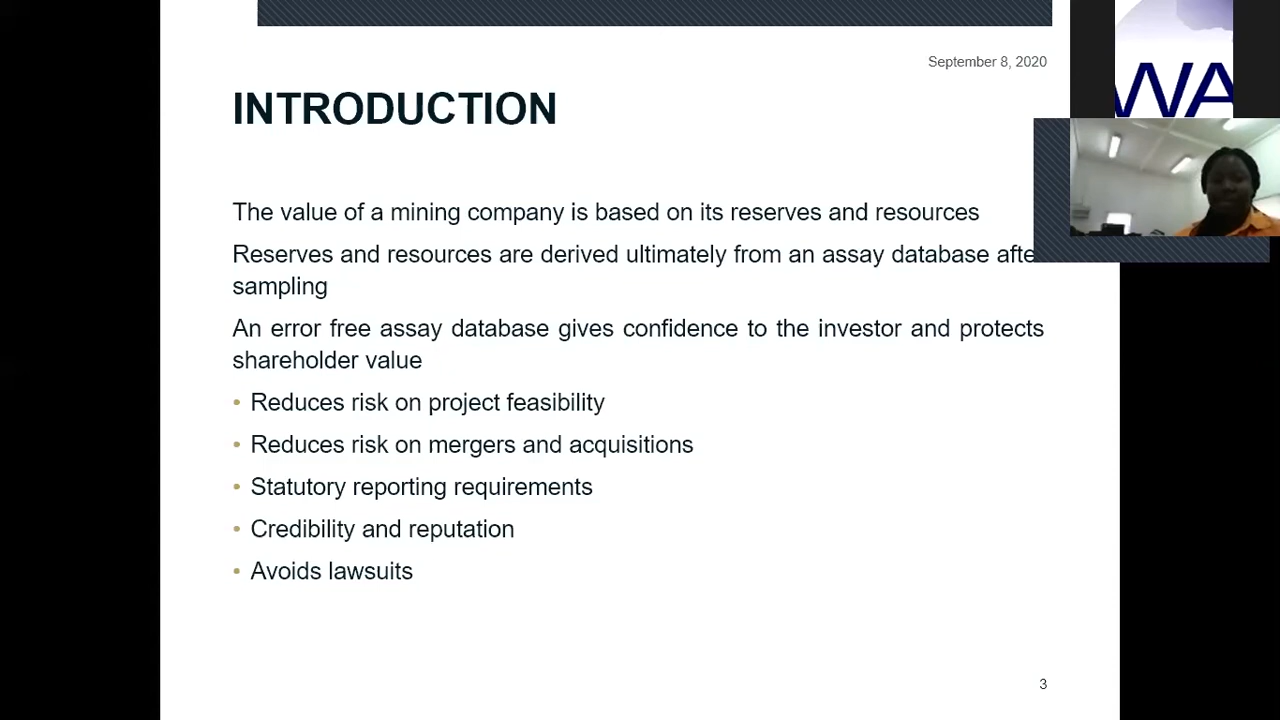 September 8, 2020
WA
INTRODUCTION
The value of a mining company is based on its reserves and resources
Reserves and resources are derived ultimately from an assay database afte
sampling
An error free assay database gives confidence to the investor and protects
shareholder value
• Reduces risk on project feasibility
• Reduces risk on mergers and acquisitions
• Statutory reporting requirements
• Credibility and reputation
• Avoids lawsuits
3